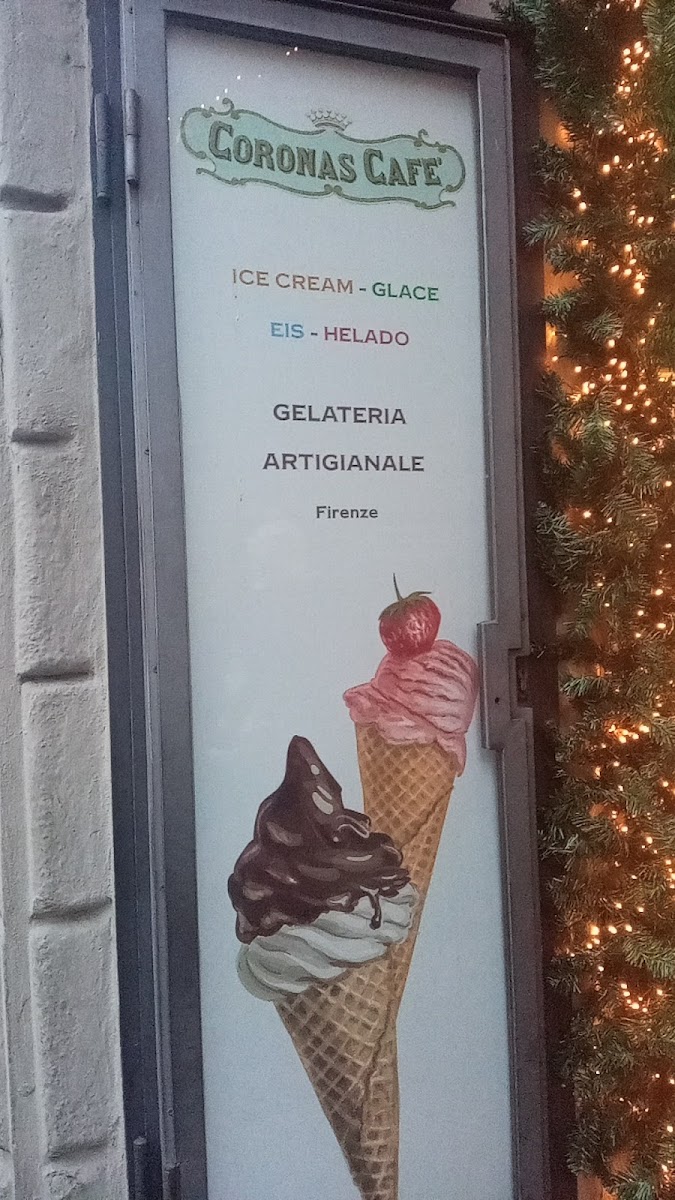 CORONAS CAFE'
ICE CREAM - GLACE
EIS - HELADO
GELATERIA
ARTIGIANALE
Firenze